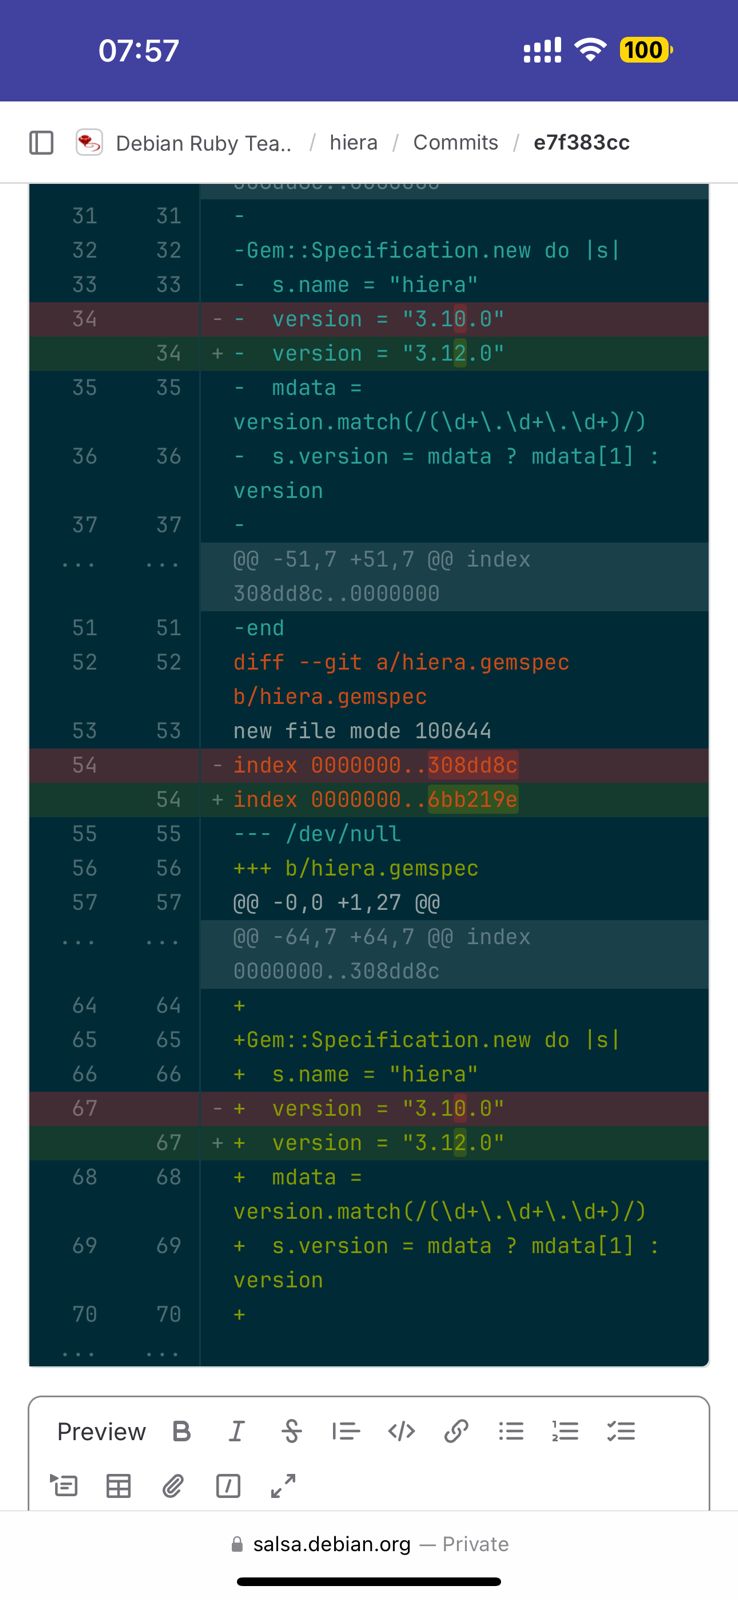 07:57
100
Debian Ruby Tea.. / hiera / Commits / e7f383cc
308dd8c..0000000
31 31 -
32 32 -Gem::Specification.new do |s|
33 33 -  s.name = "hiera"
34 - -  version = "3.10.0"
34 + -  version = "3.12.0"
35 35 -  mdata =
version.match(/(\d+\.\d+\.\d+)/)
36 36 -  s.version = mdata ? mdata[1] :
version
37 37 -
... ... @@ -51,7 +51,7 @@ index
308dd8c..0000000
51 51 -end
52 52 diff --git a/hiera.gemspec
b/hiera.gemspec
53 53 new file mode 100644
54 - index 0000000..308dd8c
54 + index 0000000..6bb219e
55 55 --- /dev/null
56 56 +++ b/hiera.gemspec
57 57 @@ -0,0 +1,27 @@
... ... @@ -64,7 +64,7 @@ index
0000000..308dd8c
64 64 +
65 65 +Gem::Specification.new do |s|
66 66 +  s.name = "hiera"
67 - +  version = "3.10.0"
67 + +  version = "3.12.0"
68 68 +  mdata =
version.match(/(\d+\.\d+\.\d+)/)
69 69 +  s.version = mdata ? mdata[1] :
version
70 70 +
... ...
Preview
salsa.debian.org — Private